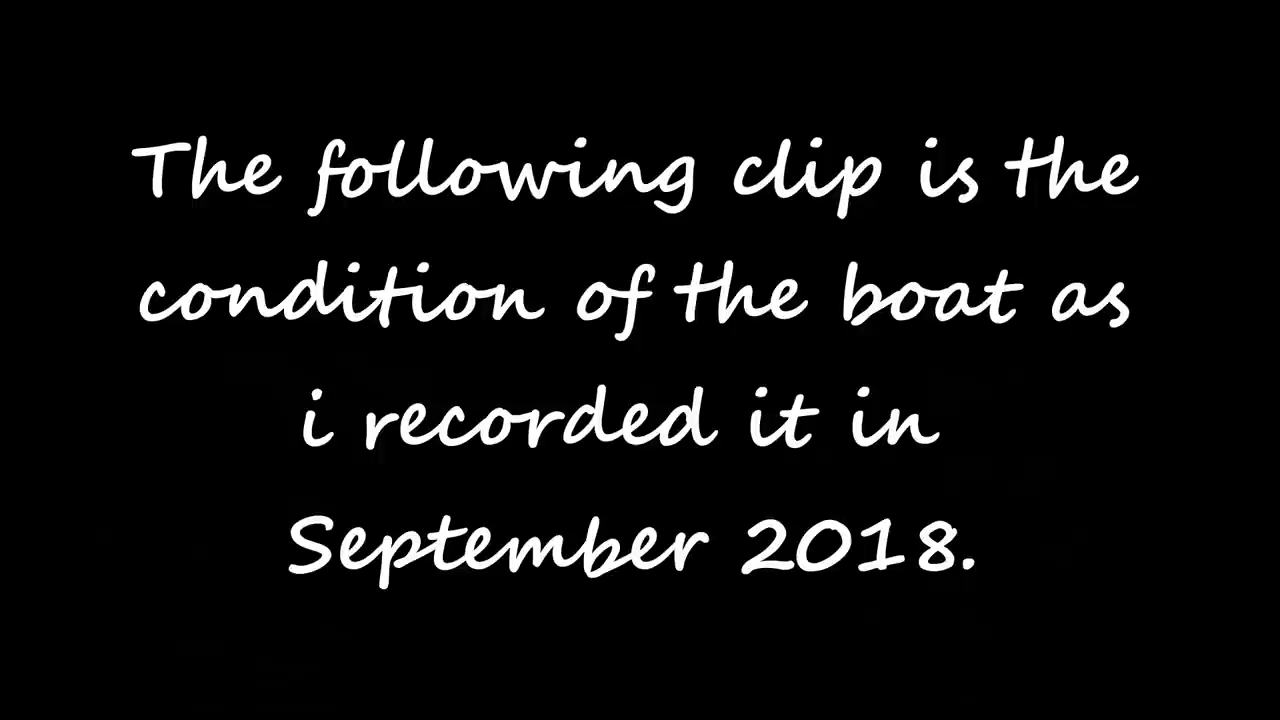 The following clip is the
condition of the boat as
i recorded it in
September 2018.